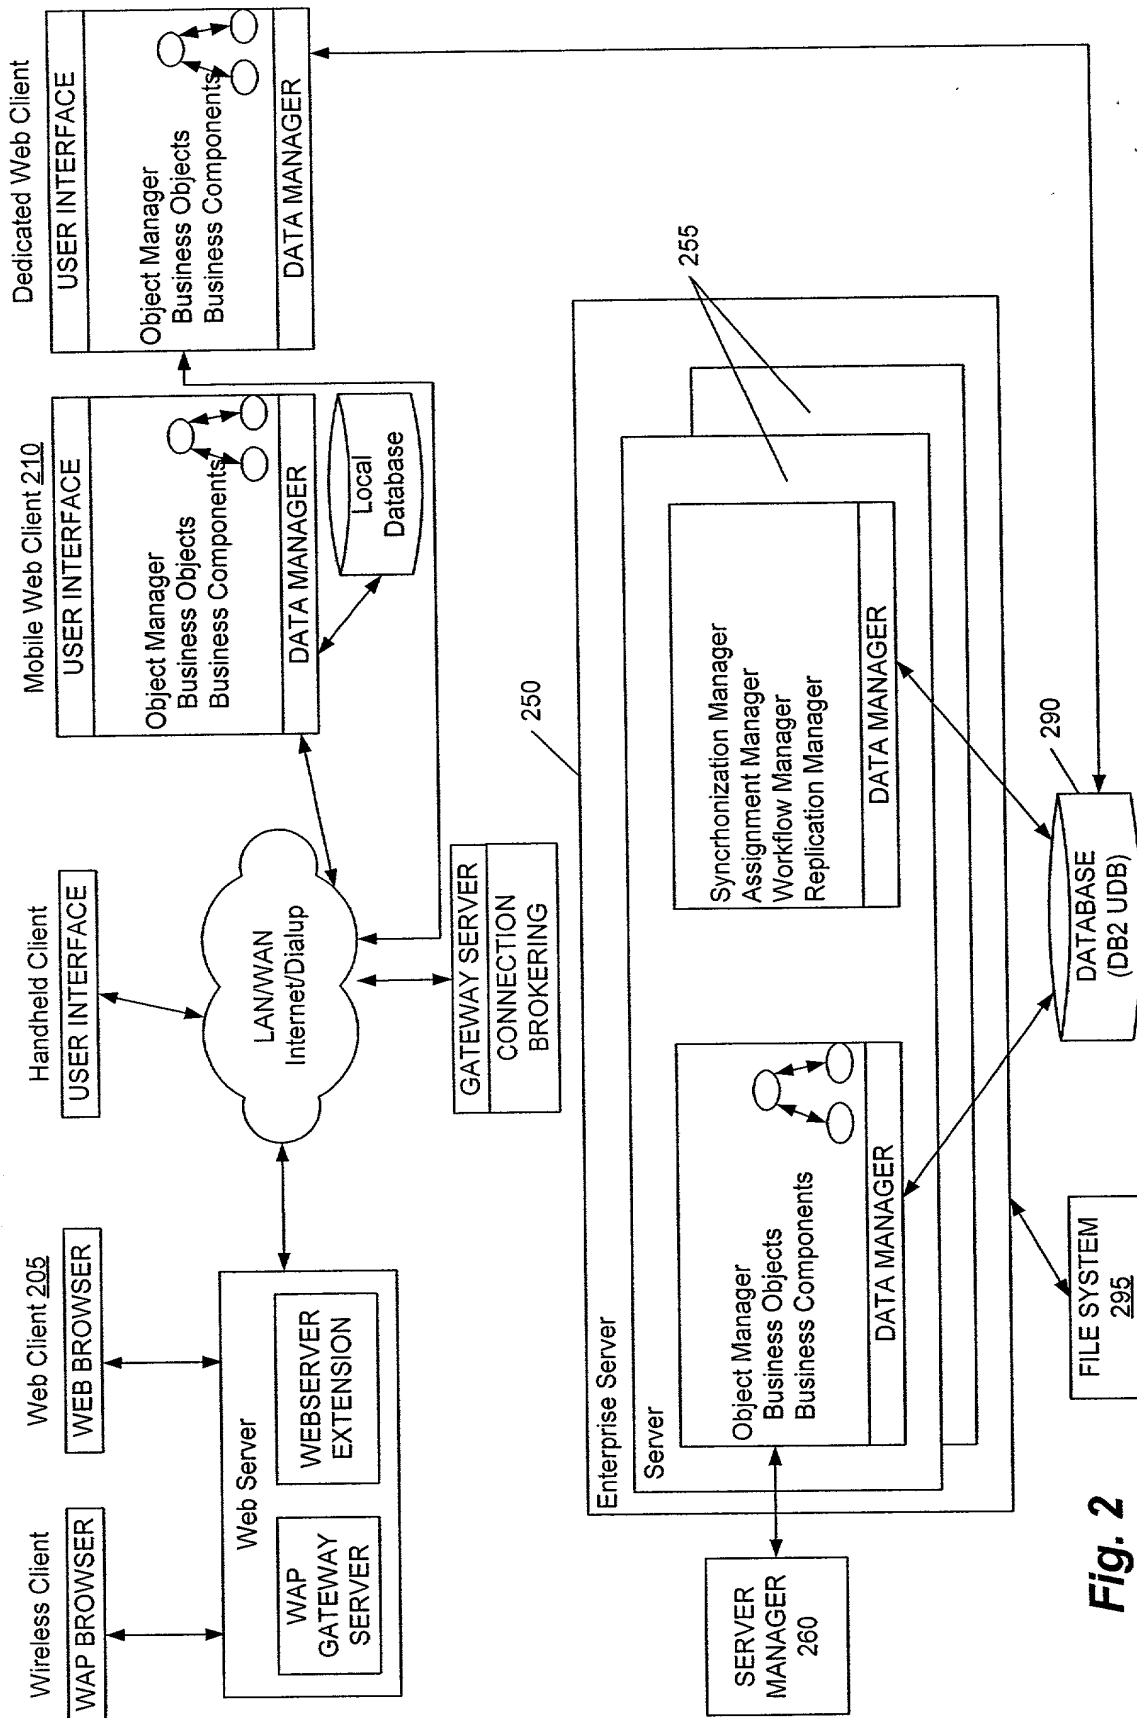 Wireless Client
WAP BROWSER
Web Client 205
WEB BROWSER
Handheld Client
USER INTERFACE
Mobile Web Client 210
USER INTERFACE
Object Manager
Business Objects
Business Components
DATA MANAGER
Local
Database
Dedicated Web Client
USER INTERFACE
Object Manager
Business Objects
Business Components
DATA MANAGER
Web Server
WAP
GATEWAY
SERVER
WEBSERVER
EXTENSION
LAN/WAN
Internet/Dialup
GATEWAY SERVER
CONNECTION
BROKERING
250
255
Enterprise Server
Server
Object Manager
Business Objects
Business Components
DATA MANAGER
Syncrhonization Manager
Assignment Manager
Workflow Manager
Replication Manager
DATA MANAGER
SERVER
MANAGER
260
FILE SYSTEM
295
290
DATABASE
(DB2 UDB)
Fig. 2